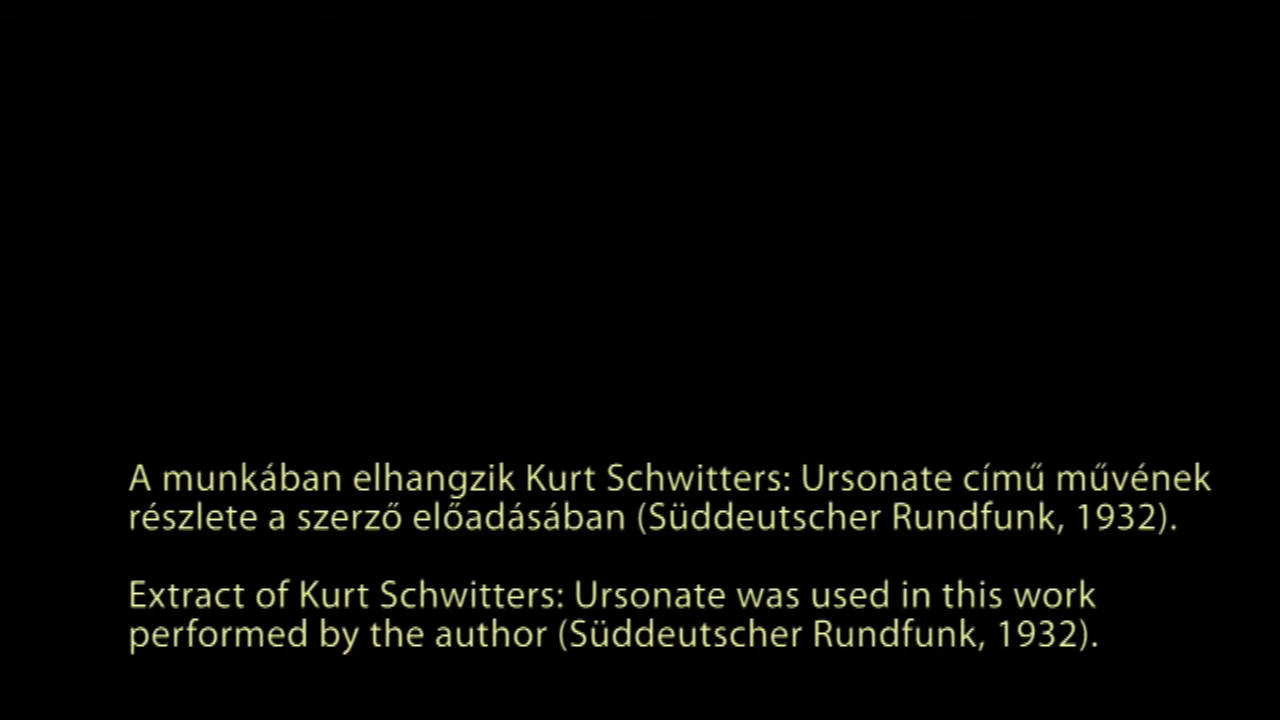 A munkában elhangzik Kurt Schwitters: Ursonate című művének
részlete a szerző előadásában (Süddeutscher Rundfunk, 1932).
Extract of Kurt Schwitters: Ursonate was used in this work
performed by the author (Süddeutscher Rundfunk, 1932).